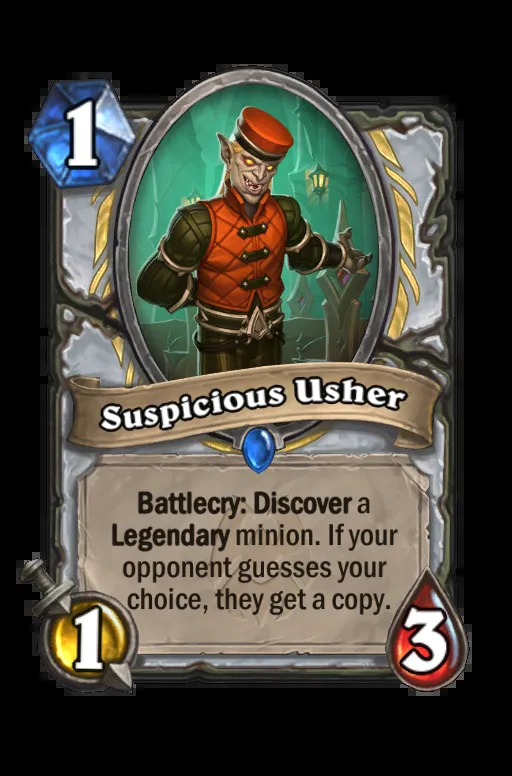 1
Suspicious Usher
Battlecry: Discover a
Legendary minion. If your
opponent guesses your
choice, they get a copy.
1
3